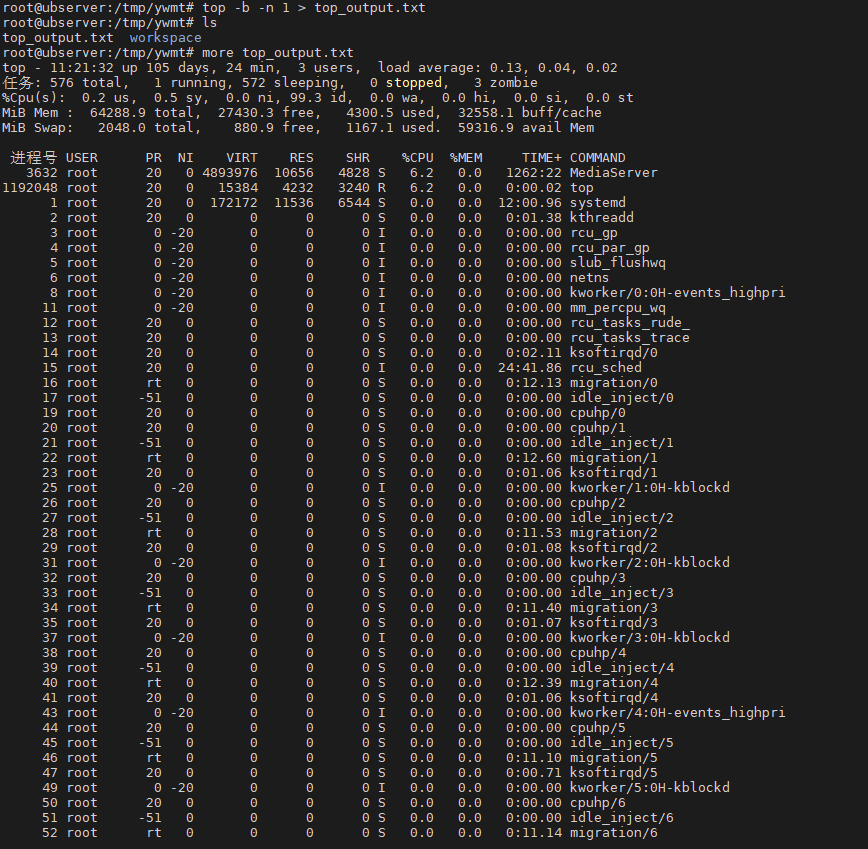 root@ubserver:/tmp/ywmt# top -b -n 1 > top_output.txt
root@ubserver:/tmp/ywmt# ls
top_output.txt  workspace
root@ubserver:/tmp/ywmt# more top_output.txt
top - 11:21:32 up 105 days, 24 min,  3 users,  load average: 0.13, 0.04, 0.02
任务: 576 total,   1 running, 572 sleeping,   0 stopped,   3 zombie
%Cpu(s):  0.2 us,  0.5 sy,  0.0 ni, 99.3 id,  0.0 wa,  0.0 hi,  0.0 si,  0.0 st
MiB Mem :  64288.9 total,  27430.3 free,   4300.5 used,  32558.1 buff/cache
MiB Swap:   2048.0 total,    880.9 free,   1167.1 used.  59316.9 avail Mem
进程号 USER      PR  NI    VIRT    RES    SHR    %CPU  %MEM     TIME+ COMMAND
3632 root      20   0 4893976  10656   4828 S   6.2   0.0   1262:22 MediaServer
1192048 root      20   0   15384   4232   3240 R   6.2   0.0   0:00.02 top
1 root      20   0  172172  11536   6544 S   0.0   0.0  12:00.96 systemd
2 root      20   0       0      0      0 S   0.0   0.0   0:01.38 kthreadd
3 root       0 -20       0      0      0 I   0.0   0.0   0:00.00 rcu_gp
4 root       0 -20       0      0      0 I   0.0   0.0   0:00.00 rcu_par_gp
5 root       0 -20       0      0      0 I   0.0   0.0   0:00.00 slub_flushwq
6 root       0 -20       0      0      0 I   0.0   0.0   0:00.00 netns
8 root       0 -20       0      0      0 I   0.0   0.0   0:00.00 kworker/0:0H-events_highpri
11 root       0 -20       0      0      0 I   0.0   0.0   0:00.00 mm_percpu_wq
12 root      20   0       0      0      0 S   0.0   0.0   0:00.00 rcu_tasks_rude_
13 root      20   0       0      0      0 S   0.0   0.0   0:00.00 rcu_tasks_trace
14 root      20   0       0      0      0 S   0.0   0.0   0:02.11 ksoftirqd/0
15 root      20   0       0      0      0 I   0.0   0.0  24:41.86 rcu_sched
16 root      rt   0       0      0      0 S   0.0   0.0   0:12.13 migration/0
17 root     -51   0       0      0      0 S   0.0   0.0   0:00.00 idle_inject/0
19 root      20   0       0      0      0 S   0.0   0.0   0:00.00 cpuhp/0
20 root      20   0       0      0      0 S   0.0   0.0   0:00.00 cpuhp/1
21 root     -51   0       0      0      0 S   0.0   0.0   0:00.00 idle_inject/1
22 root      rt   0       0      0      0 S   0.0   0.0   0:12.60 migration/1
23 root      20   0       0      0      0 S   0.0   0.0   0:01.06 ksoftirqd/1
25 root       0 -20       0      0      0 I   0.0   0.0   0:00.00 kworker/1:0H-kblockd
26 root      20   0       0      0      0 S   0.0   0.0   0:00.00 cpuhp/2
27 root     -51   0       0      0      0 S   0.0   0.0   0:00.00 idle_inject/2
28 root      rt   0       0      0      0 S   0.0   0.0   0:11.53 migration/2
29 root      20   0       0      0      0 S   0.0   0.0   0:01.08 ksoftirqd/2
31 root       0 -20       0      0      0 I   0.0   0.0   0:00.00 kworker/2:0H-kblockd
32 root      20   0       0      0      0 S   0.0   0.0   0:00.00 cpuhp/3
33 root     -51   0       0      0      0 S   0.0   0.0   0:00.00 idle_inject/3
34 root      rt   0       0      0      0 S   0.0   0.0   0:11.40 migration/3
35 root      20   0       0      0      0 S   0.0   0.0   0:01.07 ksoftirqd/3
37 root       0 -20       0      0      0 I   0.0   0.0   0:00.00 kworker/3:0H-kblockd
38 root      20   0       0      0      0 S   0.0   0.0   0:00.00 cpuhp/4
39 root     -51   0       0      0      0 S   0.0   0.0   0:00.00 idle_inject/4
40 root      rt   0       0      0      0 S   0.0   0.0   0:12.39 migration/4
41 root      20   0       0      0      0 S   0.0   0.0   0:01.06 ksoftirqd/4
43 root       0 -20       0      0      0 I   0.0   0.0   0:00.00 kworker/4:0H-events_highpri
44 root      20   0       0      0      0 S   0.0   0.0   0:00.00 cpuhp/5
45 root     -51   0       0      0      0 S   0.0   0.0   0:00.00 idle_inject/5
46 root      rt   0       0      0      0 S   0.0   0.0   0:11.10 migration/5
47 root      20   0       0      0      0 S   0.0   0.0   0:00.71 ksoftirqd/5
49 root       0 -20       0      0      0 I   0.0   0.0   0:00.00 kworker/5:0H-kblockd
50 root      20   0       0      0      0 S   0.0   0.0   0:00.00 cpuhp/6
51 root     -51   0       0      0      0 S   0.0   0.0   0:00.00 idle_inject/6
52 root      rt   0       0      0      0 S   0.0   0.0   0:11.14 migration/6